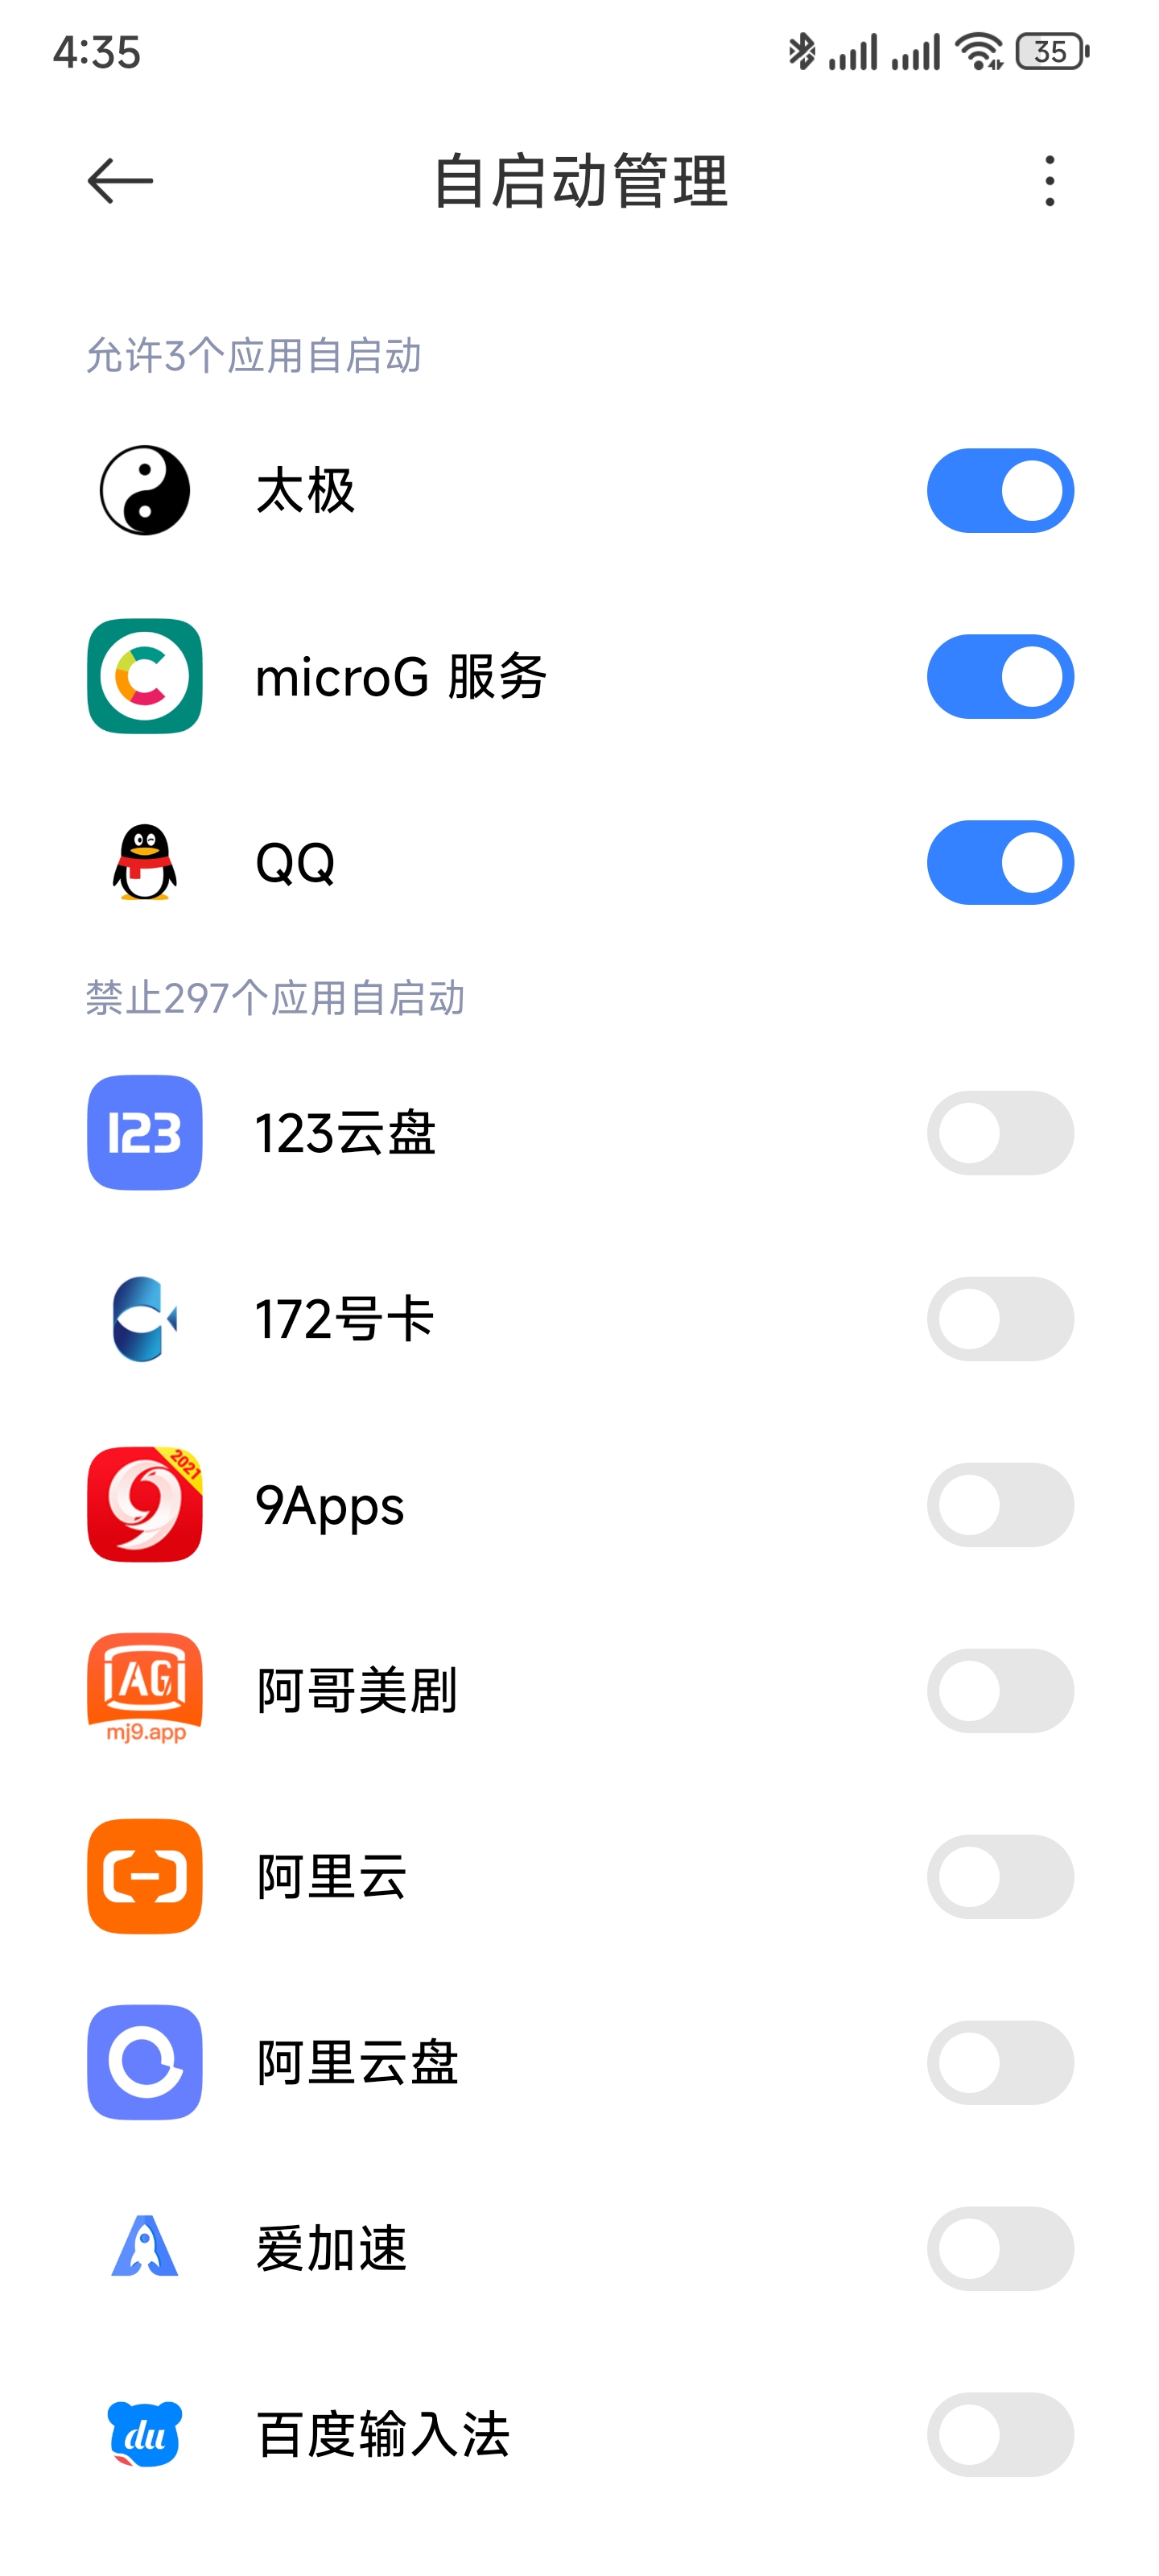 4:35
35
自启动管理
允许3个应用自启动
太极
microG 服务
QQ
禁止297个应用自启动
123
123云盘
172号卡
2021
9Apps
IAGI
mj9.app
阿哥美剧
阿里云
阿里云盘
爱加速
du
百度输入法